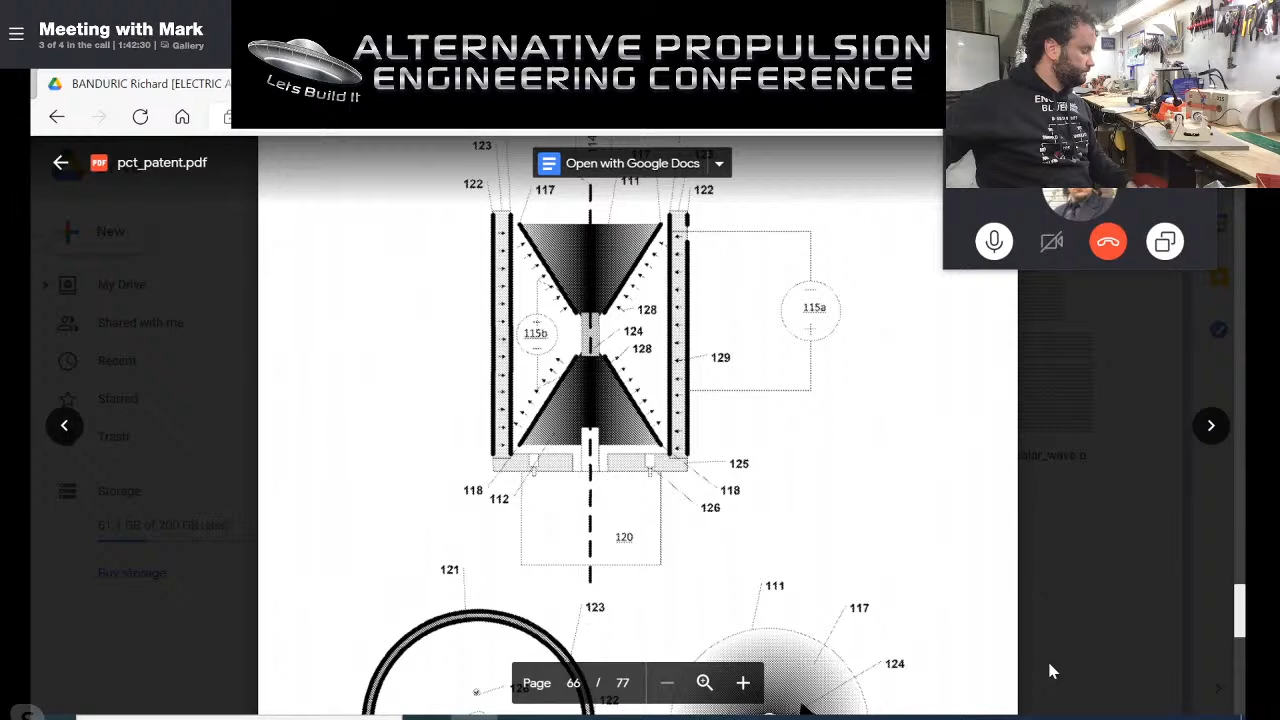 Meeting with Mark
3 of 4 in the call | 1:42:30 | Gallery
ALTERNATIVE PROPULSION
ENGINEERING CONFERENCE
Let's Build It
BANDURIC Richard [ELECTRIC A
pct_patent.pdf
Open with Google Docs
New
My Drive
Shared with me
Recent
Starred
Trash
Storage
Buy storage
123
122
117
111
122
128
115b
124
128
115a
129
125
118
112
118
126
120
121
123
111
117
124
122
Page 66 / 77